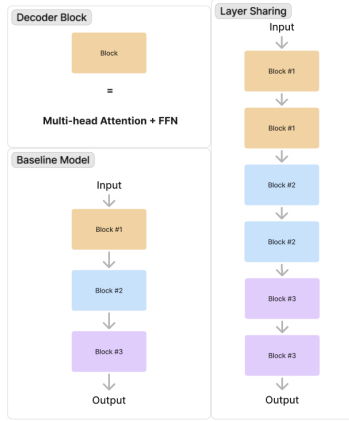 Decoder Block
Block
=
Multi-head Attention + FFN
Baseline Model
Input
Block #1
Block #2
Block #3
Output
Layer Sharing
Input
Block #1
Block #1
Block #2
Block #2
Block #3
Block #3
Output